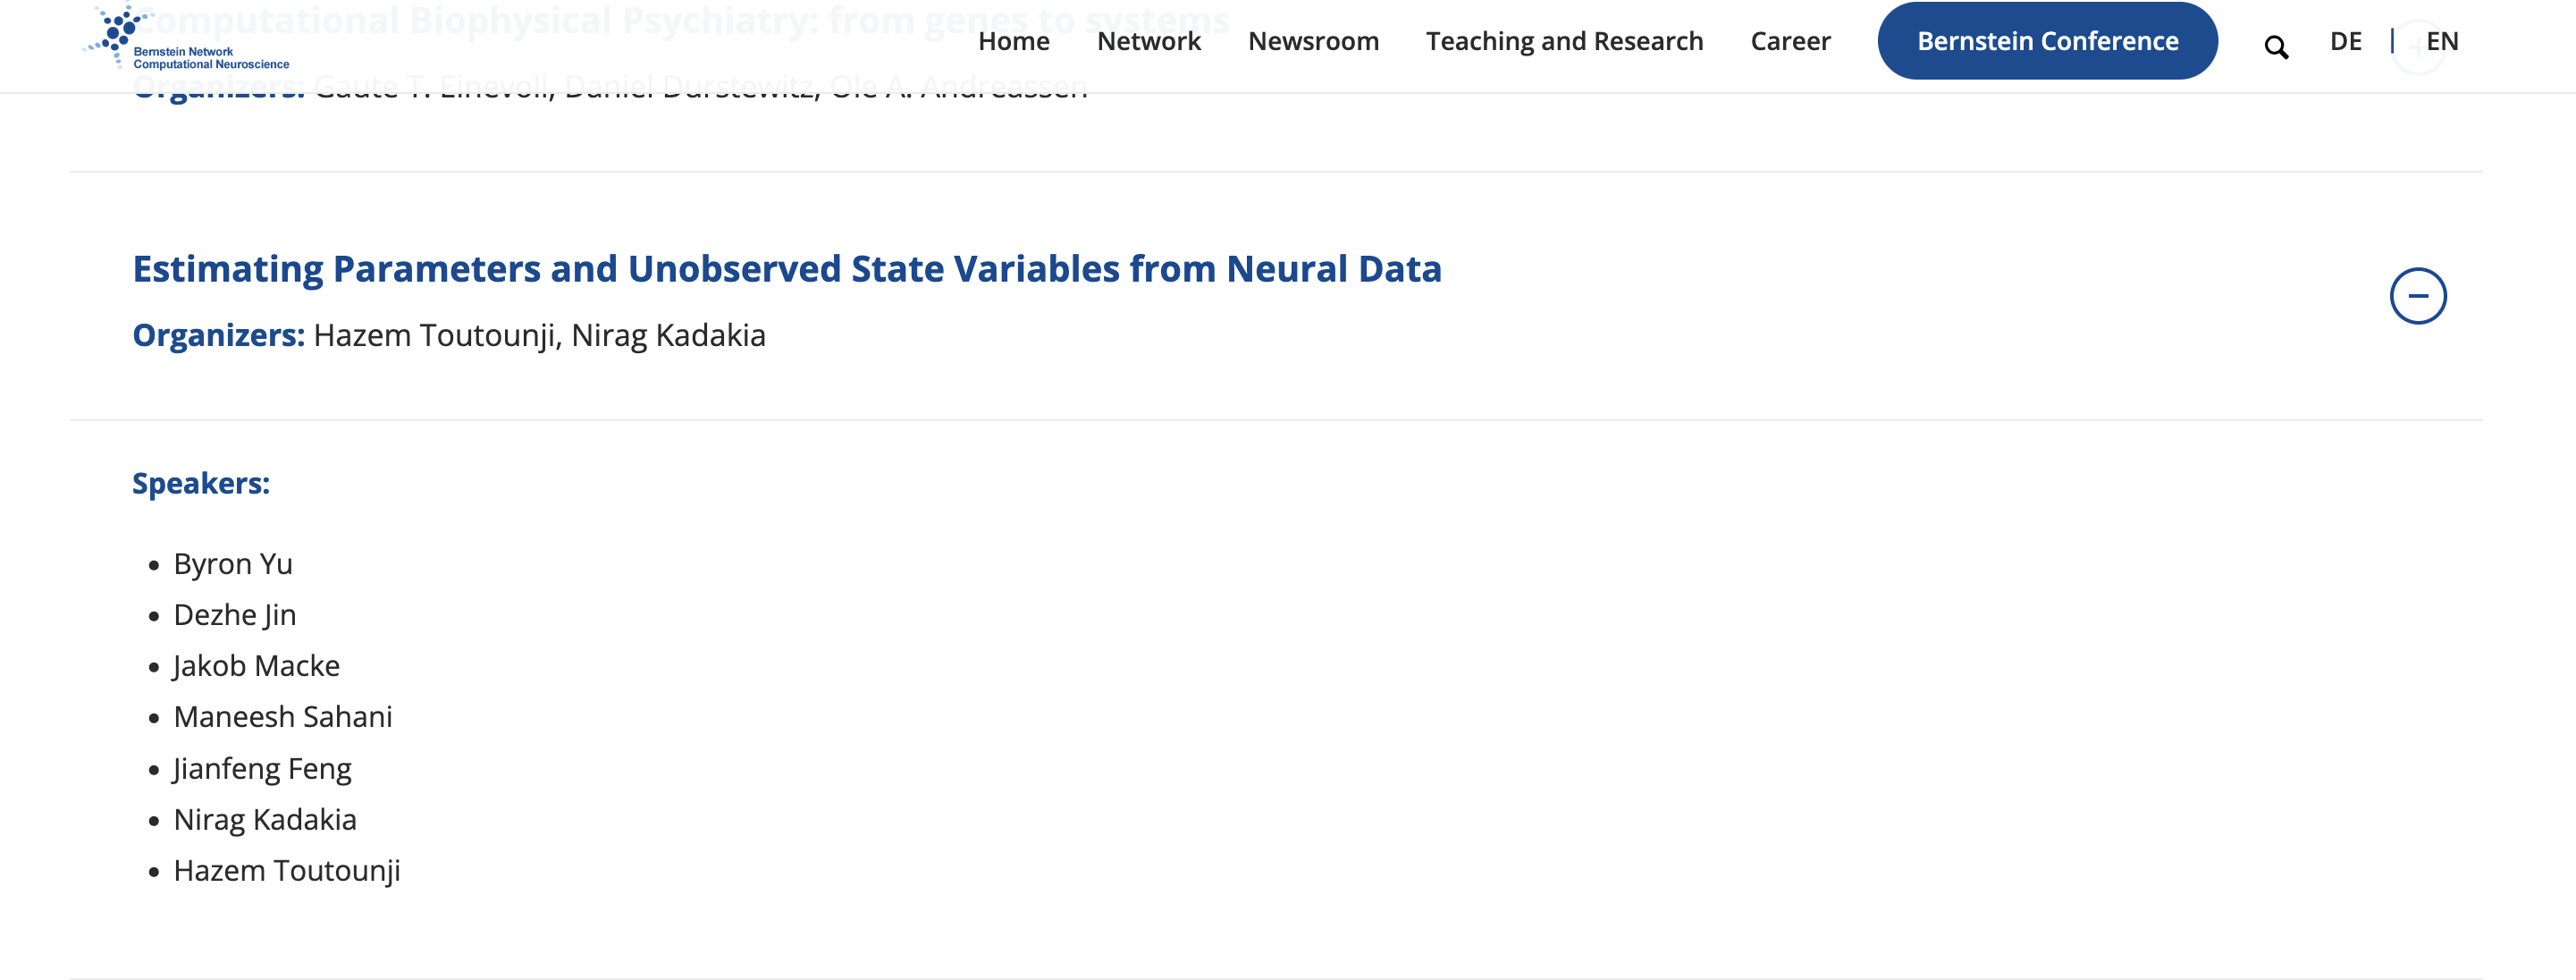 Computational Biophysical Psychiatry: from genes to systems
Bernstein Network
Computational Neuroscience
Home
Network
Newsroom
Teaching and Research
Career
Bernstein Conference
DE
EN
Organizers: Gaute T. Einevoll, Daniel Durstewitz, Ole A. Andreassen
Estimating Parameters and Unobserved State Variables from Neural Data
Organizers: Hazem Toutounji, Nirag Kadakia
Speakers:
Byron Yu
Dezhe Jin
Jakob Macke
Maneesh Sahani
Jianfeng Feng
Nirag Kadakia
Hazem Toutounji